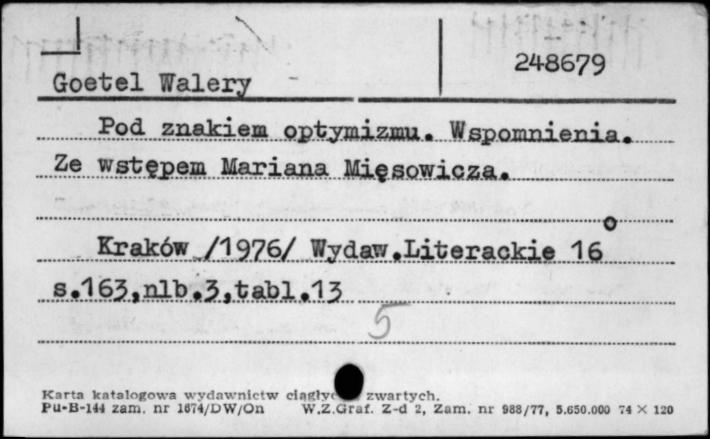 248679
Goetel Walery
Pod znakiem optymizmu. Wspomnienia.
Ze wstępem Mariana Mięsowicza.
Kraków /1976/ Wydaw.Literackie 16°
s.163,nlb.3,tabl.13
5
Karta katalogowa wydawnictw ciągłyc zwartych.
Pu-B-144 zam. nr 1674/DW/On W.Z.Graf. Z-d 2, Zam. nr 988/77, 5.650.000 74 × 120